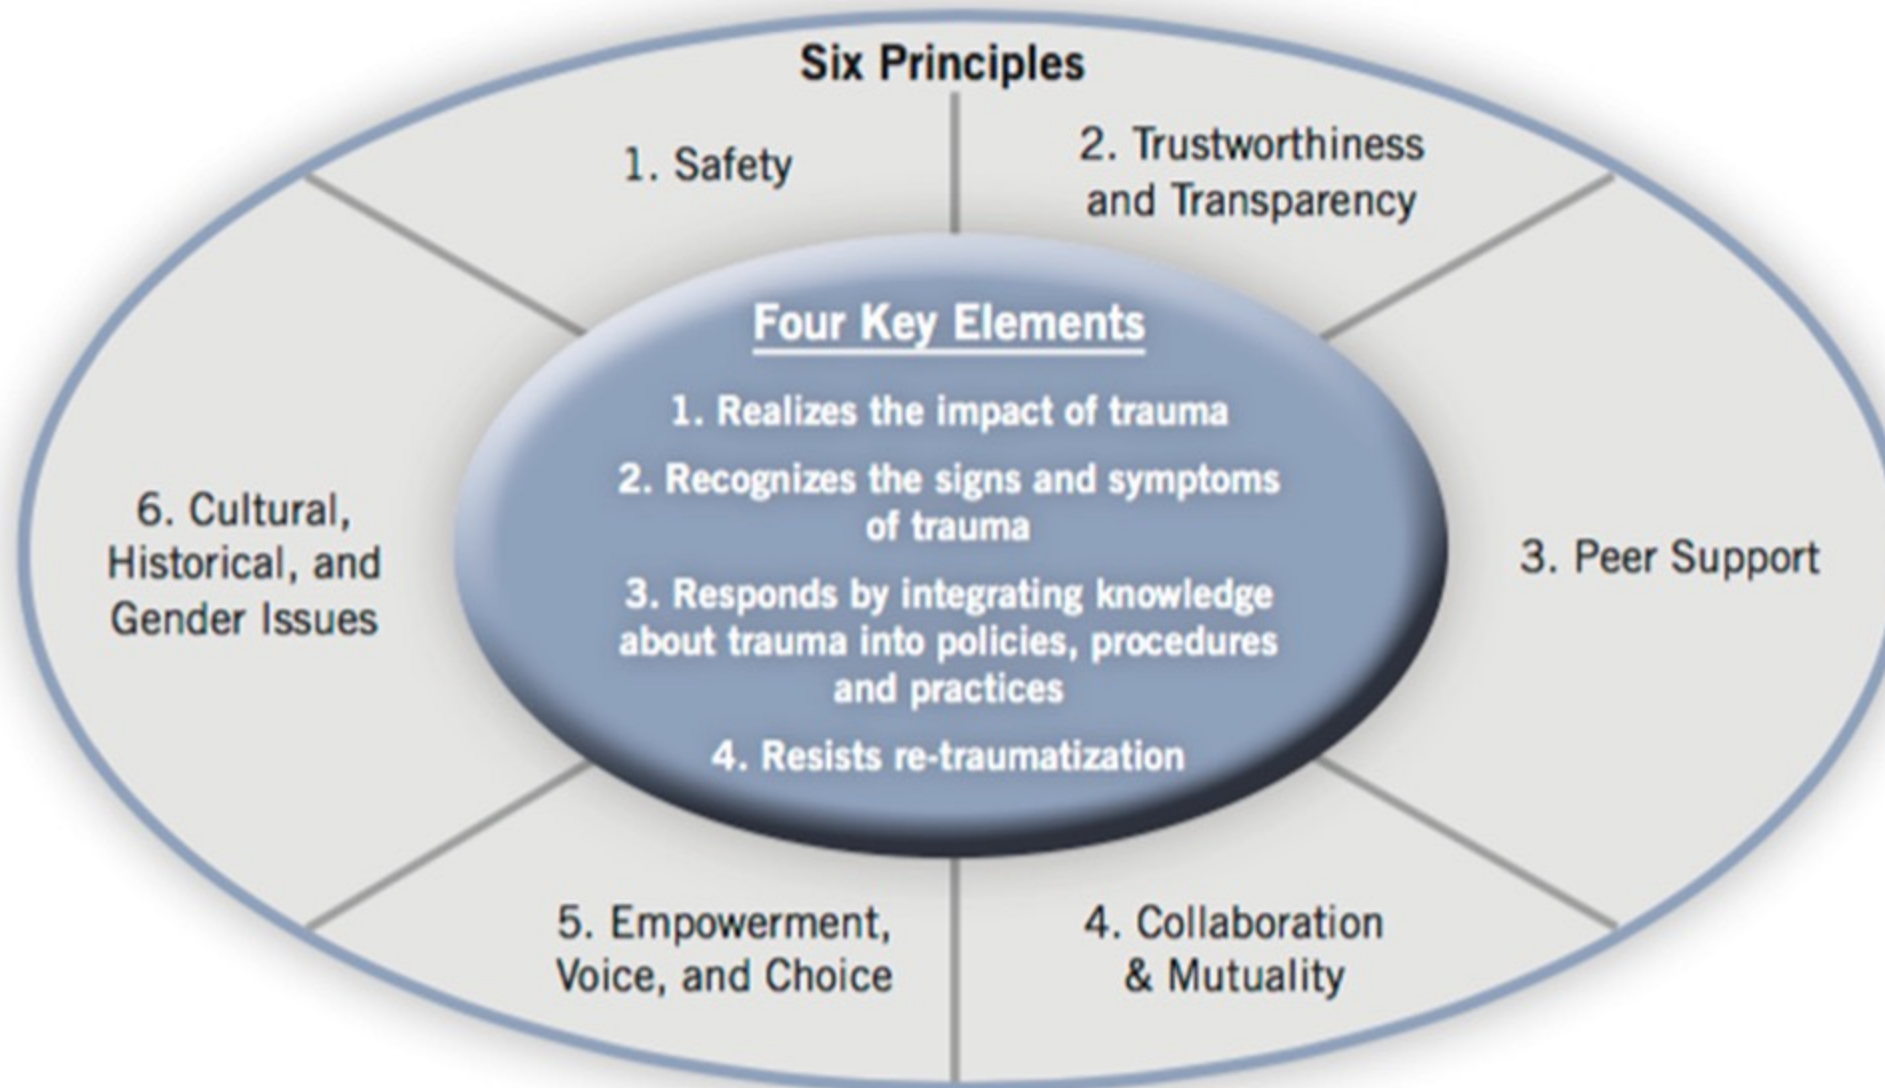 Six Principles
1. Safety
2. Trustworthiness
and Transparency
3. Peer Support
4. Collaboration
& Mutuality
5. Empowerment,
Voice, and Choice
6. Cultural,
Historical, and
Gender Issues
Four Key Elements
1. Realizes the impact of trauma
2. Recognizes the signs and symptoms
of trauma
3. Responds by integrating knowledge
about trauma into policies, procedures
and practices
4. Resists re-traumatization